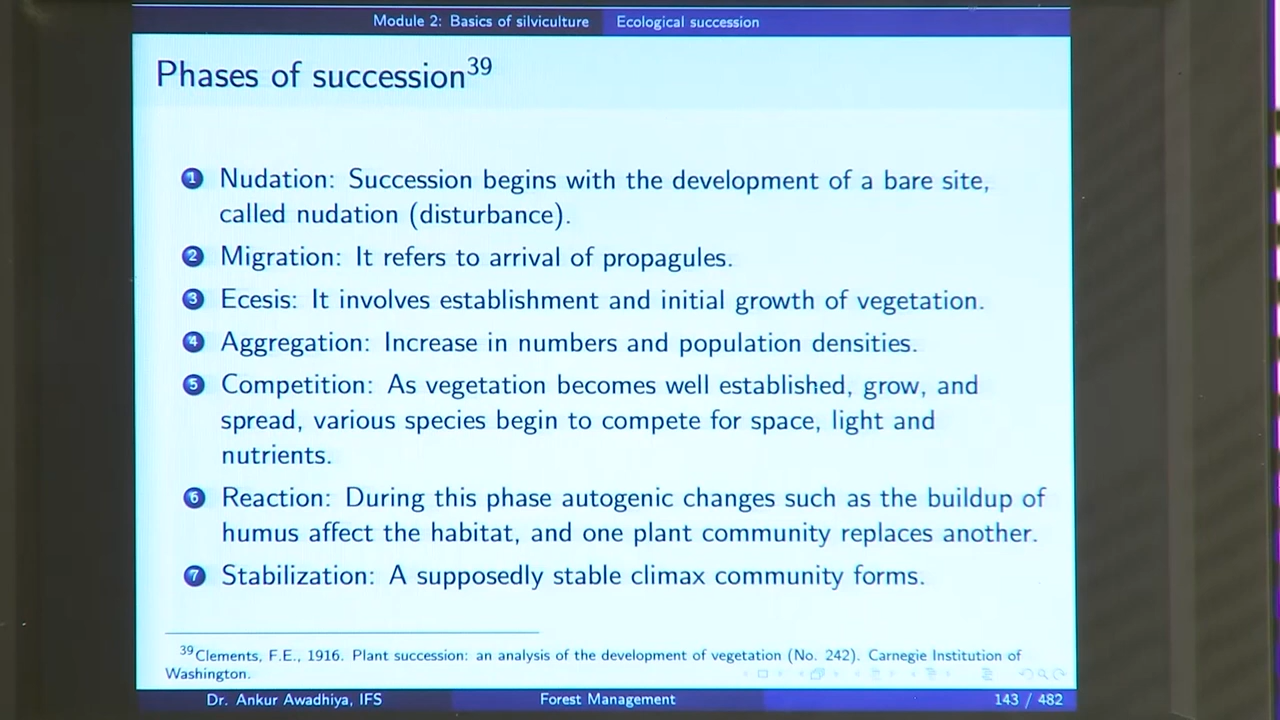 Module 2: Basics of silviculture Ecological succession
Phases of succession39
1 Nudation: Succession begins with the development of a bare site,
called nudation (disturbance).
2 Migration: It refers to arrival of propagules.
3 Ecesis: It involves establishment and initial growth of vegetation.
4 Aggregation: Increase in numbers and population densities.
5 Competition: As vegetation becomes well established, grow, and
spread, various species begin to compete for space, light and
nutrients.
6 Reaction: During this phase autogenic changes such as the buildup of
humus affect the habitat, and one plant community replaces another.
7 Stabilization: A supposedly stable climax community forms.
39Clements, F.E., 1916. Plant succession: an analysis of the development of vegetation (No. 242). Carnegie Institution of
Washington.
Dr. Ankur Awadhiya, IFS Forest Management 143 / 482